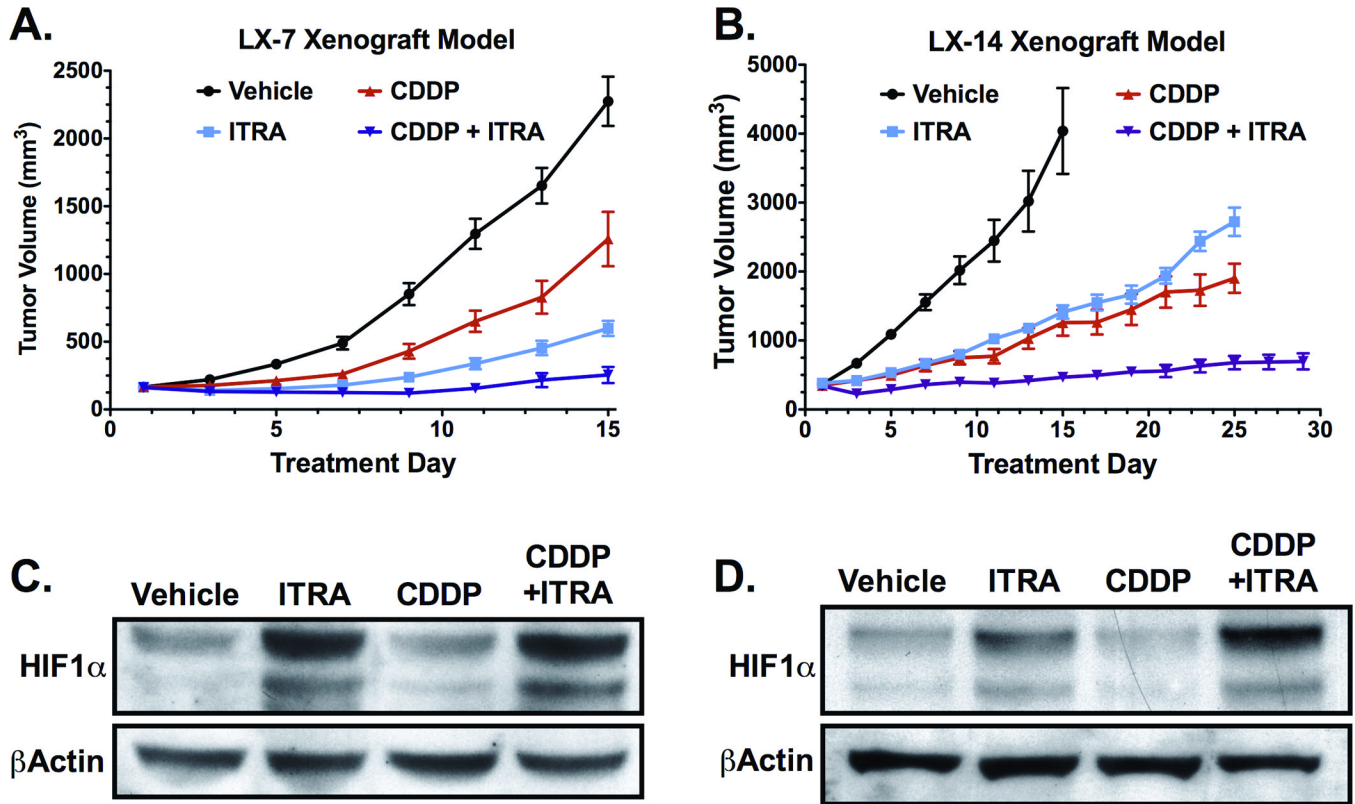 A.
LX-7 Xenograft Model
Tumor Volume (mm³)
2500
2000
1500
1000
500
0
Vehicle
CDDP
ITRA
CDDP + ITRA
0 5 10 15
Treatment Day
B.
LX-14 Xenograft Model
Tumor Volume (mm³)
5000
4000
3000
2000
1000
0
Vehicle
CDDP
ITRA
CDDP + ITRA
0 5 10 15 20 25 30
Treatment Day
C.
Vehicle ITRA CDDP CDDP
+ITRA
HIF1α
βActin
D.
Vehicle ITRA CDDP CDDP
+ITRA
HIF1α
βActin